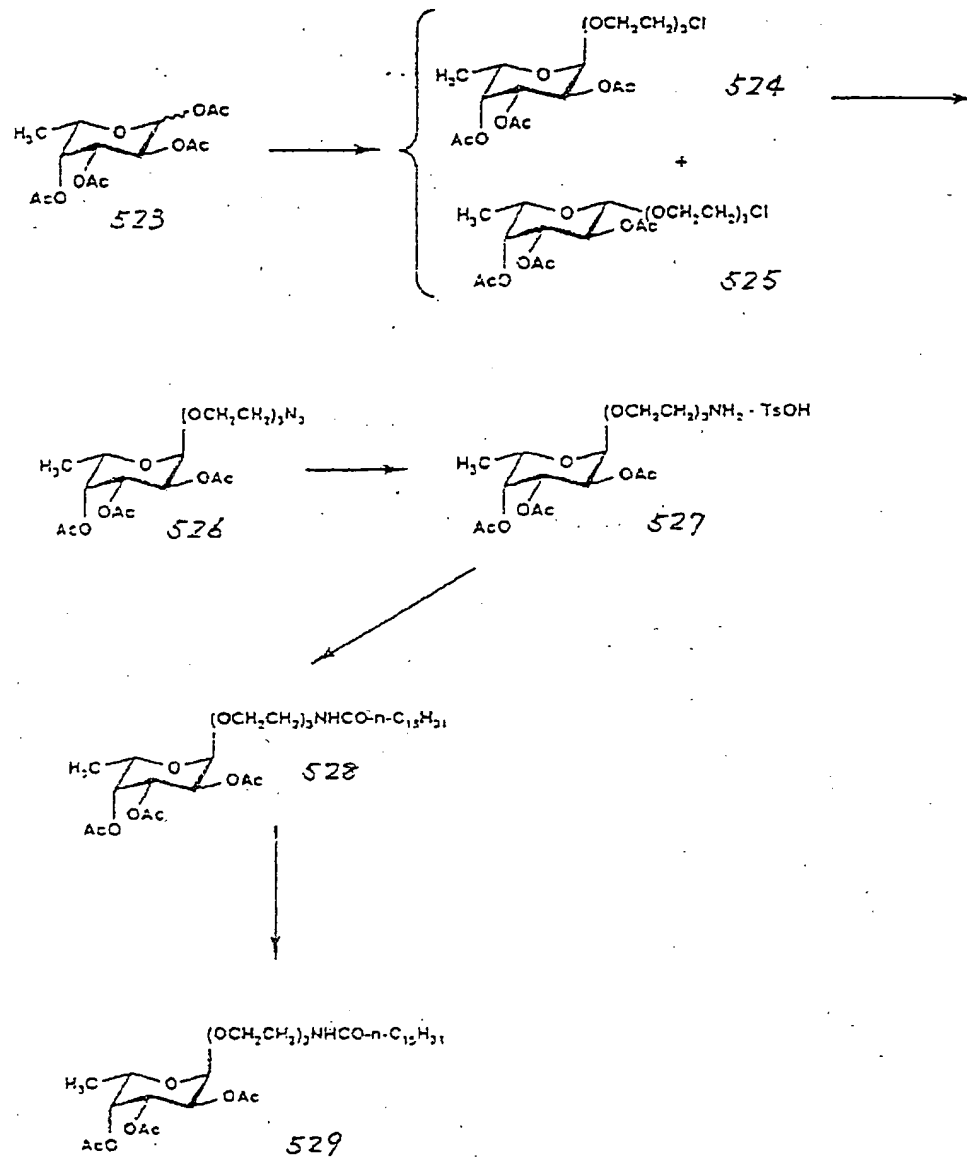 (OCH₂CH₂)₃Cl
H₃C
O
OAc
OAc
AcO
524
+
H₃C
O
OAc
OAc
OAc
AcO
523
H₃C
O
(OCH₂CH₂)₃Cl
OAc
OAc
AcO
525
(OCH₂CH₂)₃N₃
H₃C
O
OAc
OAc
AcO
526
(OCH₂CH₂)₃NH₂ - TsOH
H₃C
O
OAc
OAc
AcO
527
(OCH₂CH₂)₃NHCO-n-C₁₅H₃₁
H₃C
O
OAc
OAc
AcO
528
(OCH₂CH₂)₃NHCO-n-C₁₅H₃₁
H₃C
O
OAc
OAc
AcO
529